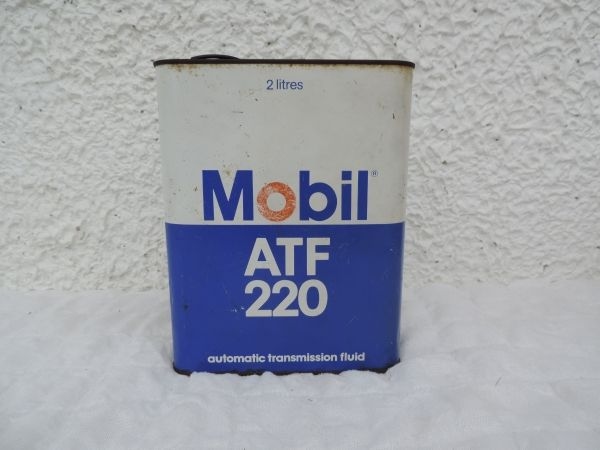 2 litres
Mobil®
ATF
220
automatic transmission fluid